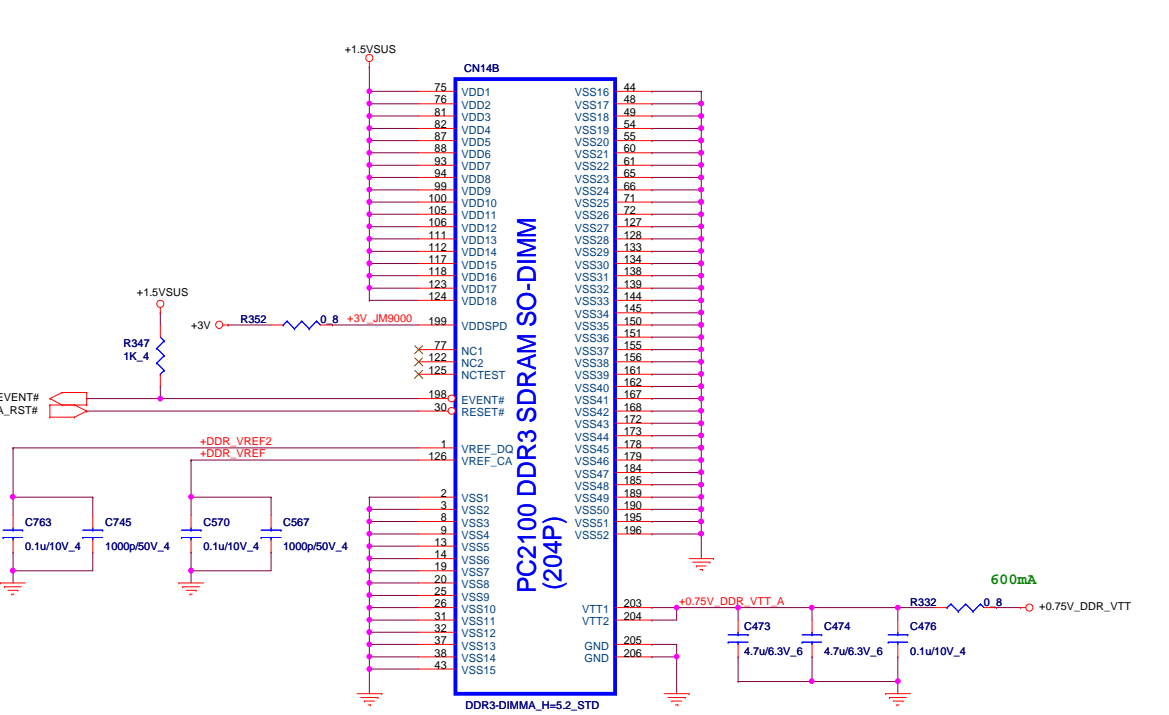 +1.5VSUS
CN14B
75 VDD1 VSS16 44
76 VDD2 VSS17 48
81 VDD3 VSS18 49
82 VDD4 VSS19 54
87 VDD5 VSS20 55
88 VDD6 VSS21 60
93 VDD7 VSS22 61
94 VDD8 VSS23 65
99 VDD9 VSS24 66
100 VDD10 VSS25 71
105 VDD11 VSS26 72
106 VDD12 VSS27 127
111 VDD13 VSS28 128
112 VDD14 VSS29 133
117 VDD15 VSS30 134
118 VDD16 VSS31 138
123 VDD17 VSS32 139
124 VDD18 VSS33 144
VSS34 145
+3V R352 0_8 +3V_JM9000 199 VDDSPD VSS35 150
VSS36 151
77 NC1 VSS37 155
122 NC2 VSS38 156
125 NCTEST VSS39 161
VSS40 162
+1.5VSUS
R347
1K_4
EVENT# 198 EVENT# VSS41 167
A_RST# 30 RESET# VSS42 168
VSS43 172
VSS44 173
+DDR_VREF2 1 VREF_DQ VSS45 178
+DDR_VREF 126 VREF_CA VSS46 179
VSS47 184
VSS48 185
2 VSS1 VSS49 189
3 VSS2 VSS50 190
8 VSS3 VSS51 195
9 VSS4 VSS52 196
13 VSS5
14 VSS6
19 VSS7
20 VSS8
25 VSS9
26 VSS10 VTT1 203
31 VSS11 VTT2 204
32 VSS12
37 VSS13 GND 205
38 VSS14 GND 206
43 VSS15
PC2100 DDR3 SDRAM SO-DIMM
(204P)
C763
0.1u/10V_4
C745
1000p/50V_4
C570
0.1u/10V_4
C567
1000p/50V_4
600mA
+0.75V_DDR_VTT_A R332 0_8 +0.75V_DDR_VTT
C473
4.7u/6.3V_6
C474
4.7u/6.3V_6
C476
0.1u/10V_4
DDR3-DIMMA_H=5.2_STD